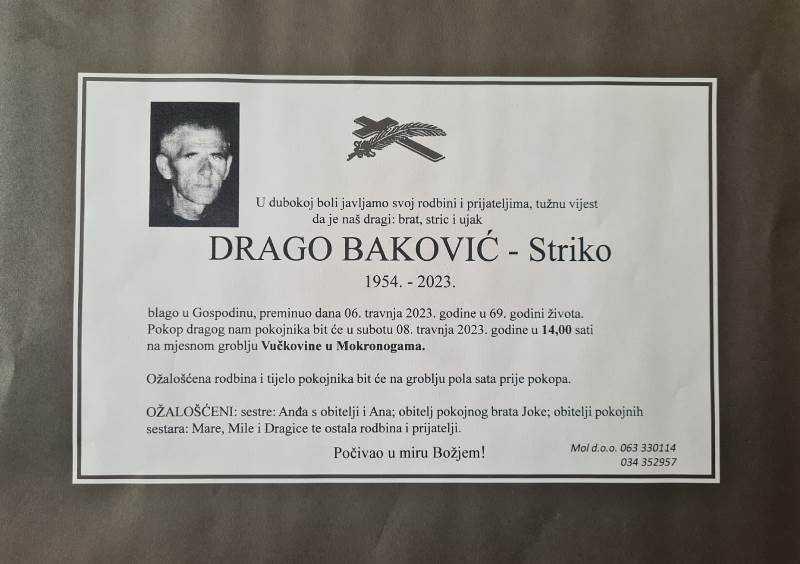 U dubokoj boli javljamo svoj rodbini i prijateljima, tužnu vijest
da je naš dragi: brat, stric i ujak
DRAGO BAKOVIĆ - Striko
1954. - 2023.
blago u Gospodinu, preminuo dana 06. travnja 2023. godine u 69. godini života.
Pokop dragog nam pokojnika bit će u subotu 08. travnja 2023. godine u 14,00 sati
na mjesnom groblju Vučkovine u Mokronogama.
Ožalošćena rodbina i tijelo pokojnika bit će na groblju pola sata prije pokopa.
OŽALOŠĆENI: sestre: Anđa s obitelji i Ana; obitelj pokojnog brata Joke; obitelji pokojnih
sestara: Mare, Mile i Dragice te ostala rodbina i prijatelji.
Počivao u miru Božjem!
Mol d.o.o. 063 330114
034 352957